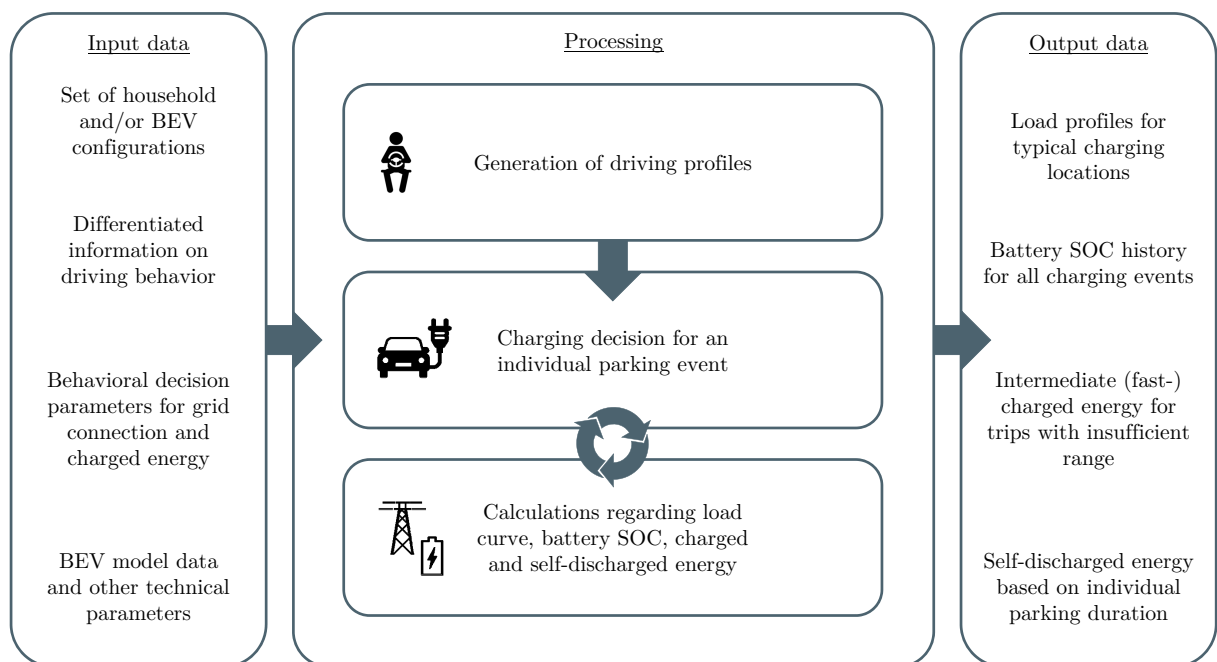 Input data
Set of household
and/or BEV
configurations
Differentiated
information on
driving behavior
Behavioral decision
parameters for grid
connection and
charged energy
BEV model data
and other technical
parameters
Processing
Generation of driving profiles
Charging decision for an
individual parking event
Calculations regarding load
curve, battery SOC, charged
and self-discharged energy
Output data
Load profiles for
typical charging
locations
Battery SOC history
for all charging events
Intermediate (fast-)
charged energy for
trips with insufficient
range
Self-discharged energy
based on individual
parking duration